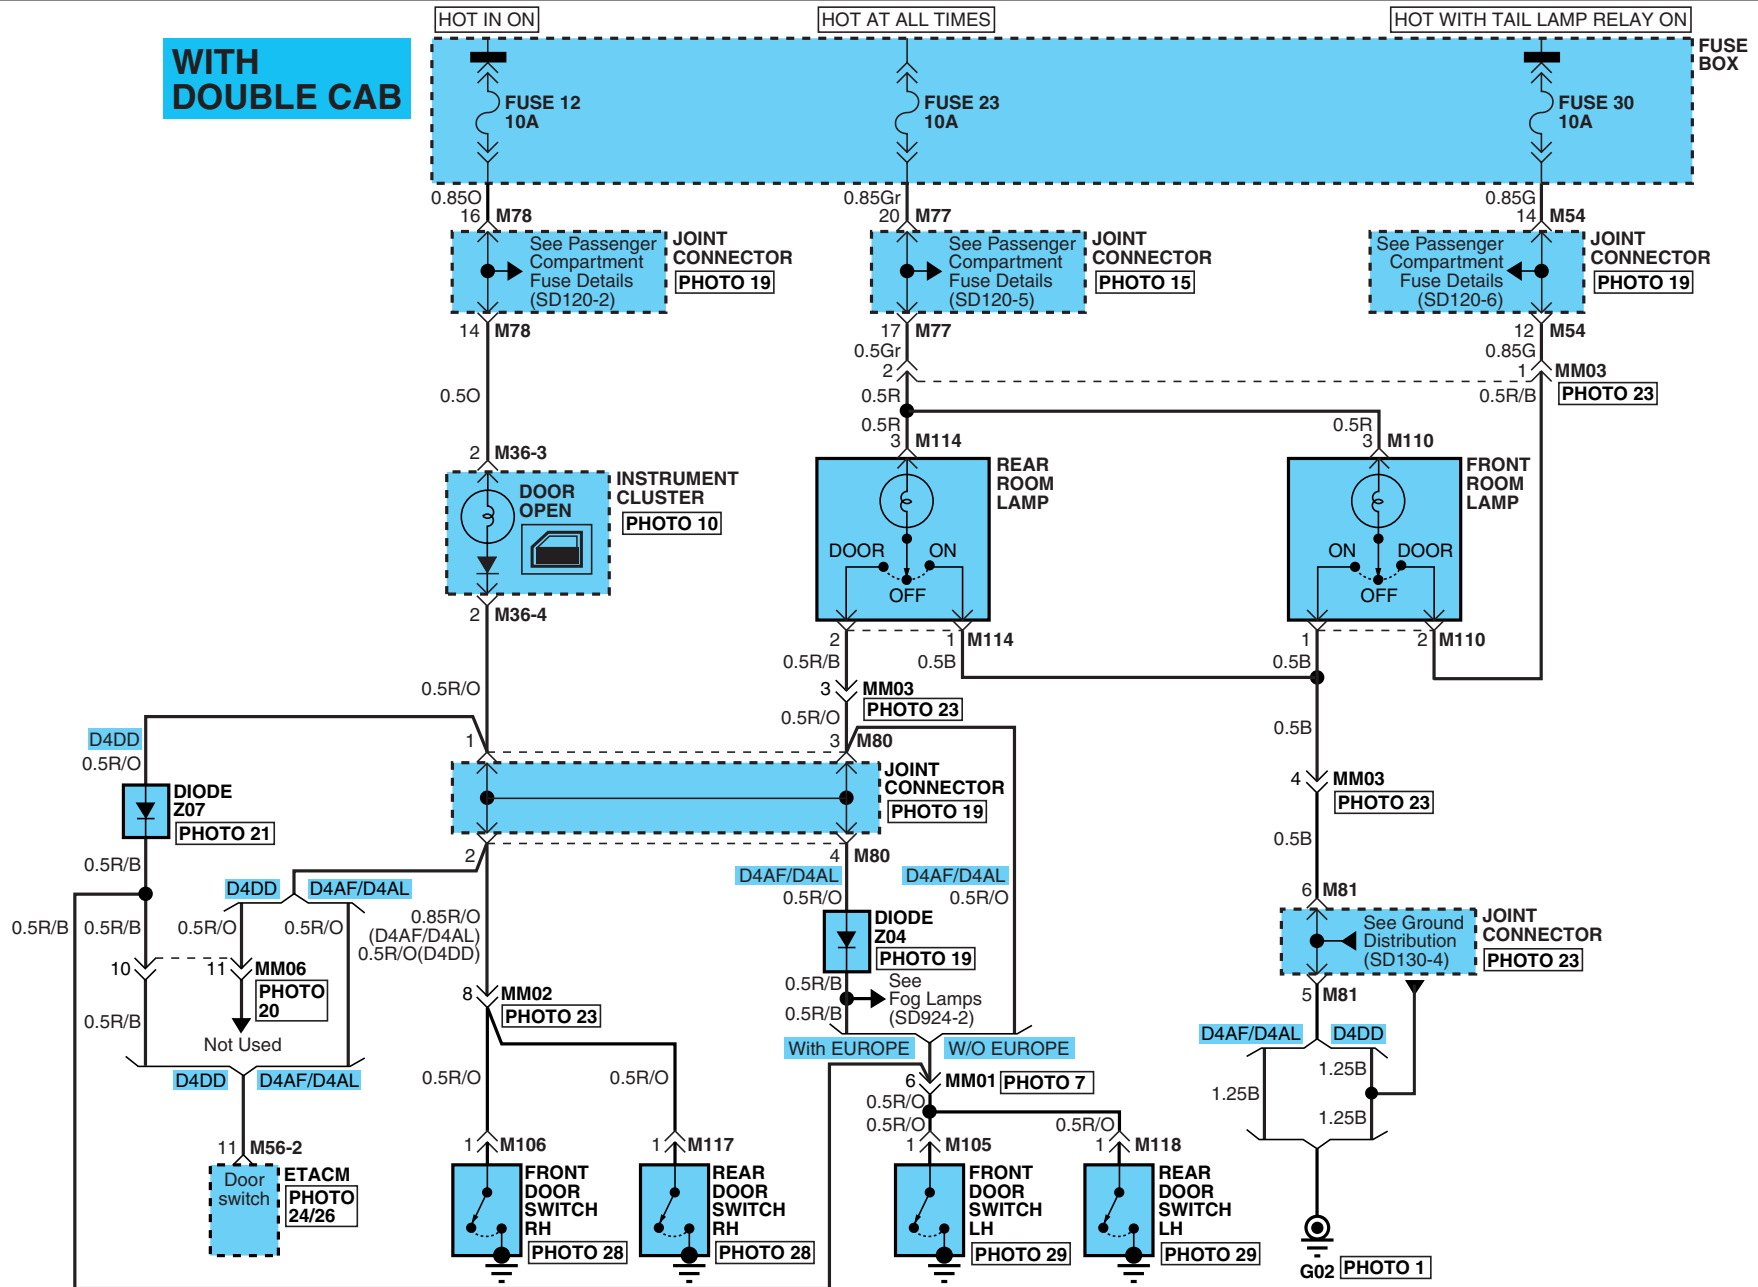 HOT IN ON
HOT AT ALL TIMES
HOT WITH TAIL LAMP RELAY ON
WITH
DOUBLE CAB
FUSE
BOX
FUSE 12
10A
FUSE 23
10A
FUSE 30
10A
0.85O
16 M78
0.85Gr
20 M77
0.85G
14 M54
See Passenger
Compartment
Fuse Details
(SD120-2)
JOINT
CONNECTOR
PHOTO 19
See Passenger
Compartment
Fuse Details
(SD120-5)
JOINT
CONNECTOR
PHOTO 15
See Passenger
Compartment
Fuse Details
(SD120-6)
JOINT
CONNECTOR
PHOTO 19
14 M78
17 M77
12 M54
0.5Gr
0.85G
2
1 MM03
PHOTO 23
0.5O
0.5R
0.5R/B
0.5R
0.5R
2 M36-3
3 M114
3 M110
INSTRUMENT
CLUSTER
PHOTO 10
DOOR
OPEN
REAR
ROOM
LAMP
DOOR
ON
OFF
FRONT
ROOM
LAMP
ON
DOOR
OFF
2 M36-4
2
1 M114
1
2 M110
0.5R/B
0.5B
0.5B
0.5R/O
3 MM03
PHOTO 23
0.5R/O
0.5B
D4DD
0.5R/O
1
3 M80
JOINT
CONNECTOR
PHOTO 19
4 MM03
PHOTO 23
DIODE
Z07
PHOTO 21
0.5B
0.5R/B
2
4 M80
D4AF/D4AL
D4AF/D4AL
0.5R/O
0.5R/O
D4DD
D4AF/D4AL
6 M81
0.5R/B
0.5R/B
0.5R/O
0.5R/O
0.85R/O
(D4AF/D4AL)
0.5R/O(D4DD)
DIODE
Z04
PHOTO 19
See Ground
Distribution
(SD130-4)
JOINT
CONNECTOR
PHOTO 23
10
11 MM06
PHOTO
20
0.5R/B
See
Fog Lamps
(SD924-2)
0.5R/B
8 MM02
PHOTO 23
5 M81
0.5R/B
Not Used
With EUROPE
W/O EUROPE
D4AF/D4AL
D4DD
D4DD
D4AF/D4AL
0.5R/O
0.5R/O
6 MM01
PHOTO 7
1.25B
1.25B
1.25B
0.5R/O
0.5R/O
0.5R/O
11 M56-2
1 M106
1 M117
1 M105
1 M118
Door
switch
ETACM
PHOTO
24/26
FRONT
DOOR
SWITCH
RH
PHOTO 28
REAR
DOOR
SWITCH
RH
PHOTO 28
FRONT
DOOR
SWITCH
LH
PHOTO 29
REAR
DOOR
SWITCH
LH
PHOTO 29
G02
PHOTO 1